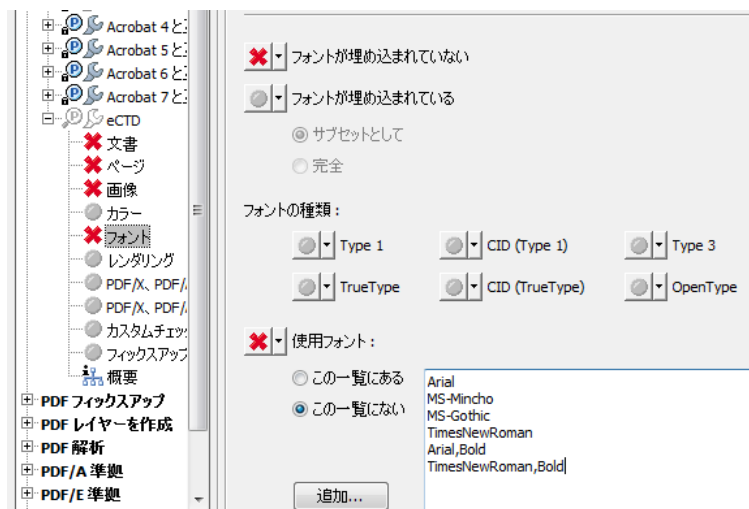 Acrobat 4 と
Acrobat 5 と
Acrobat 6 と
Acrobat 7 と
eCTD
文書
ページ
画像
カラー
フォント
レンダリング
PDF/X、PDF/
PDF/X、PDF/
カスタムチェッ
フィックスアップ
概要
PDF フィックスアップ
PDF レイヤーを作成
PDF 解析
PDF/A 準拠
PDF/E 準拠
フォントが埋め込まれていない
フォントが埋め込まれている
サブセットとして
完全
フォントの種類：
Type 1
CID (Type 1)
Type 3
TrueType
CID (TrueType)
OpenType
使用フォント：
この一覧にある
この一覧にない
Arial
MS-Mincho
MS-Gothic
TimesNewRoman
Arial,Bold
TimesNewRoman,Bold
追加...